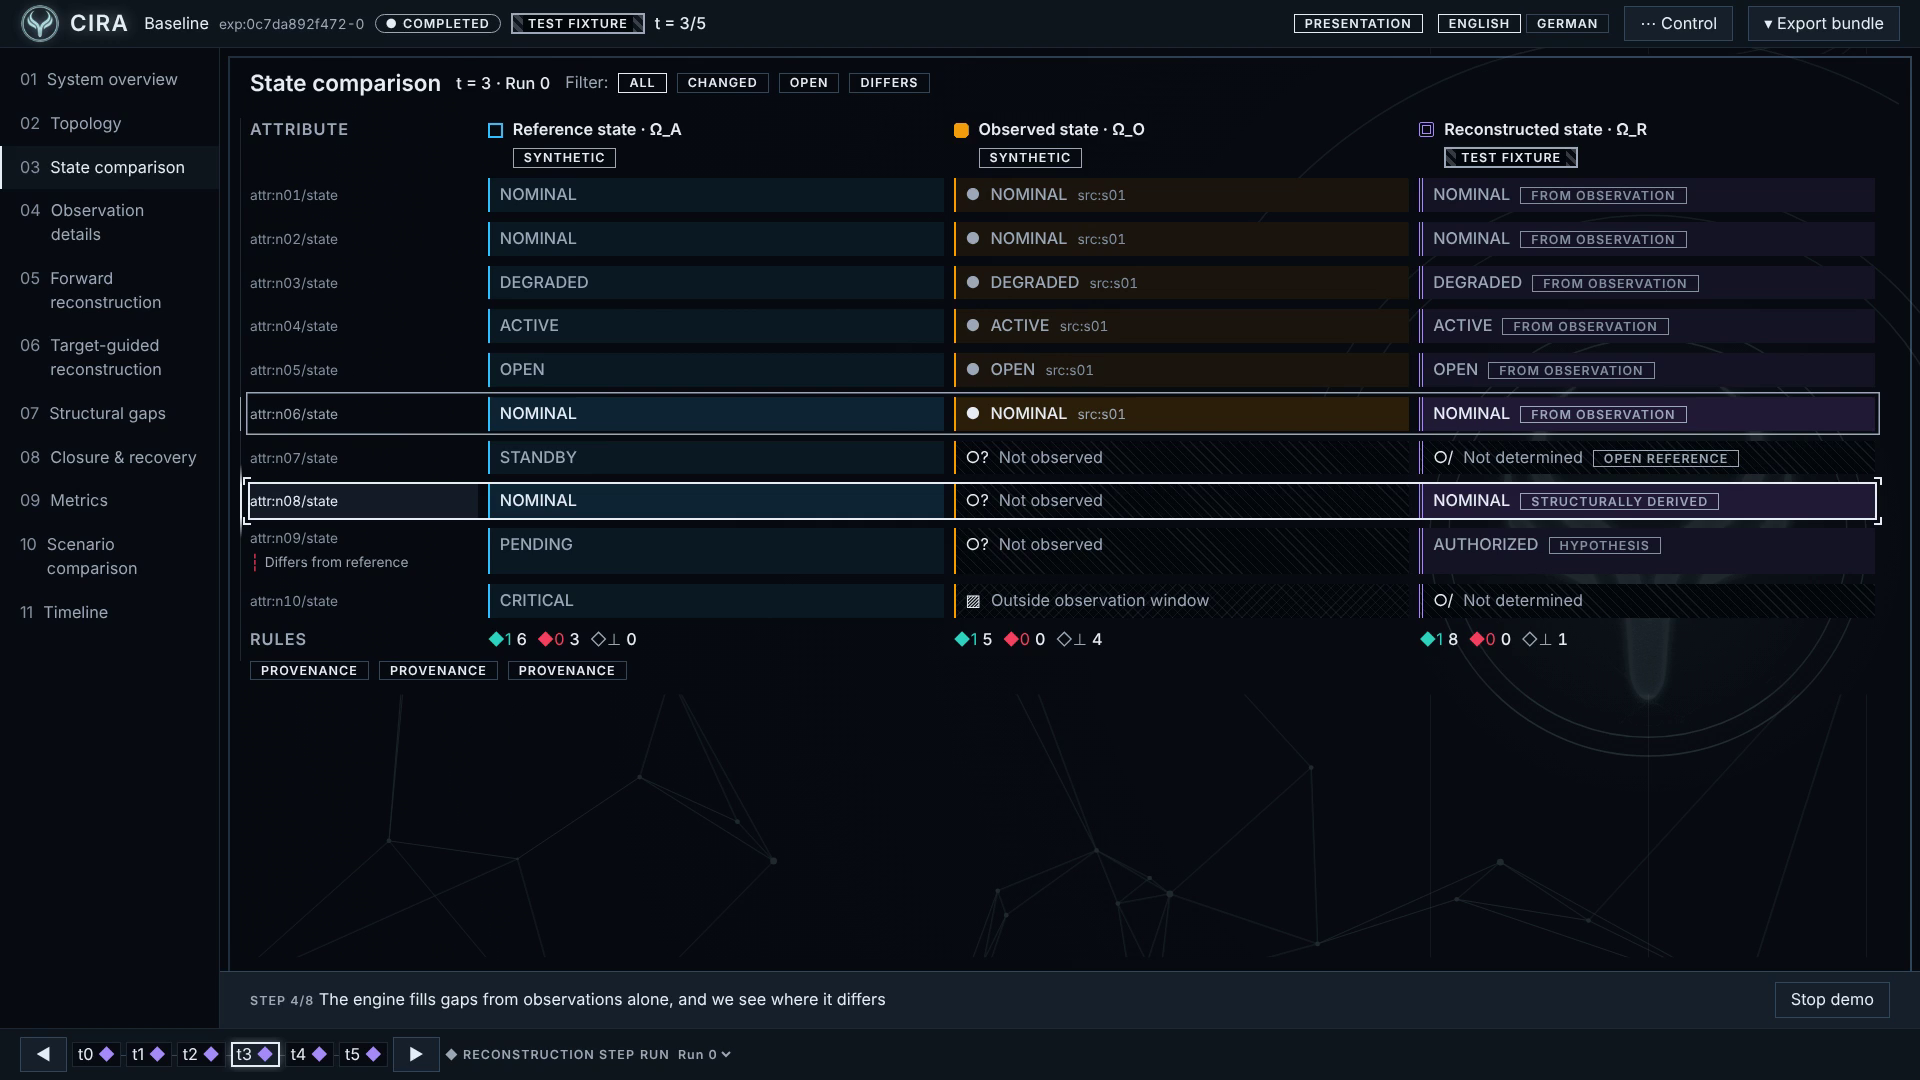 CIRA Baseline exp:0c7da892f472-0 COMPLETED TEST FIXTURE t = 3/5 PRESENTATION ENGLISH GERMAN ··· Control ▾ Export bundle
01 System overview
02 Topology
03 State comparison
04 Observation details
05 Forward reconstruction
06 Target-guided reconstruction
07 Structural gaps
08 Closure & recovery
09 Metrics
10 Scenario comparison
11 Timeline
State comparison t = 3 · Run 0 Filter: ALL CHANGED OPEN DIFFERS
ATTRIBUTE Reference state · Ω_A Observed state · Ω_O Reconstructed state · Ω_R
SYNTHETIC SYNTHETIC TEST FIXTURE
attr:n01/state NOMINAL NOMINAL src:s01 NOMINAL FROM OBSERVATION
attr:n02/state NOMINAL NOMINAL src:s01 NOMINAL FROM OBSERVATION
attr:n03/state DEGRADED DEGRADED src:s01 DEGRADED FROM OBSERVATION
attr:n04/state ACTIVE ACTIVE src:s01 ACTIVE FROM OBSERVATION
attr:n05/state OPEN OPEN src:s01 OPEN FROM OBSERVATION
attr:n06/state NOMINAL NOMINAL src:s01 NOMINAL FROM OBSERVATION
attr:n07/state STANDBY O? Not observed O/ Not determined OPEN REFERENCE
attr:n08/state NOMINAL O? Not observed NOMINAL STRUCTURALLY DERIVED
attr:n09/state PENDING O? Not observed AUTHORIZED HYPOTHESIS
Differs from reference
attr:n10/state CRITICAL ▨ Outside observation window O/ Not determined
RULES ◆1 6 ◆0 3 ◇⊥ 0 ◆1 5 ◆0 0 ◇⊥ 4 ◆1 8 ◆0 0 ◇⊥ 1
PROVENANCE PROVENANCE PROVENANCE
STEP 4/8 The engine fills gaps from observations alone, and we see where it differs Stop demo
◀ t0 ◆ t1 ◆ t2 ◆ t3 ◆ t4 ◆ t5 ◆ ▶ ◆ RECONSTRUCTION STEP RUN Run 0